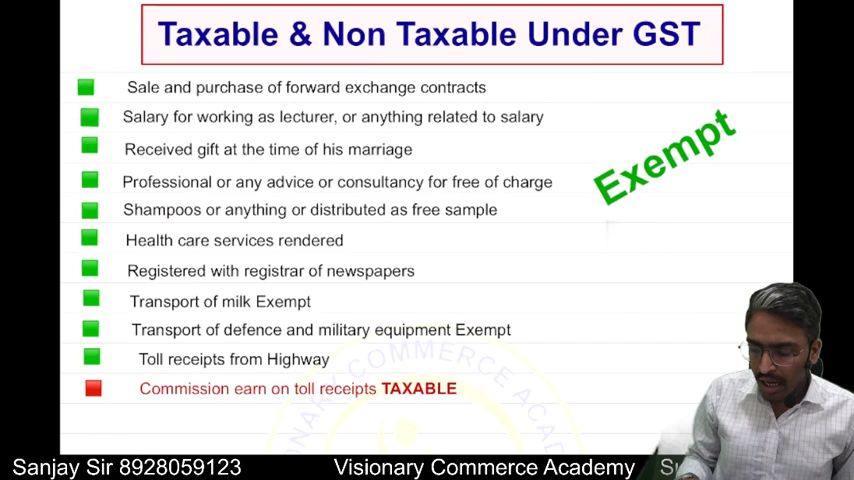 Taxable & Non Taxable Under GST
Sale and purchase of forward exchange contracts
Salary for working as lecturer, or anything related to salary
Received gift at the time of his marriage
Professional or any advice or consultancy for free of charge
Exempt
Shampoos or anything or distributed as free sample
Health care services rendered
Registered with registrar of newspapers
Transport of milk Exempt
Transport of defence and military equipment Exempt
Toll receipts from Highway
Commission earn on toll receipts TAXABLE
COMMERCE ACAD
Sanjay Sir 8928059123 Visionary Commerce Academy